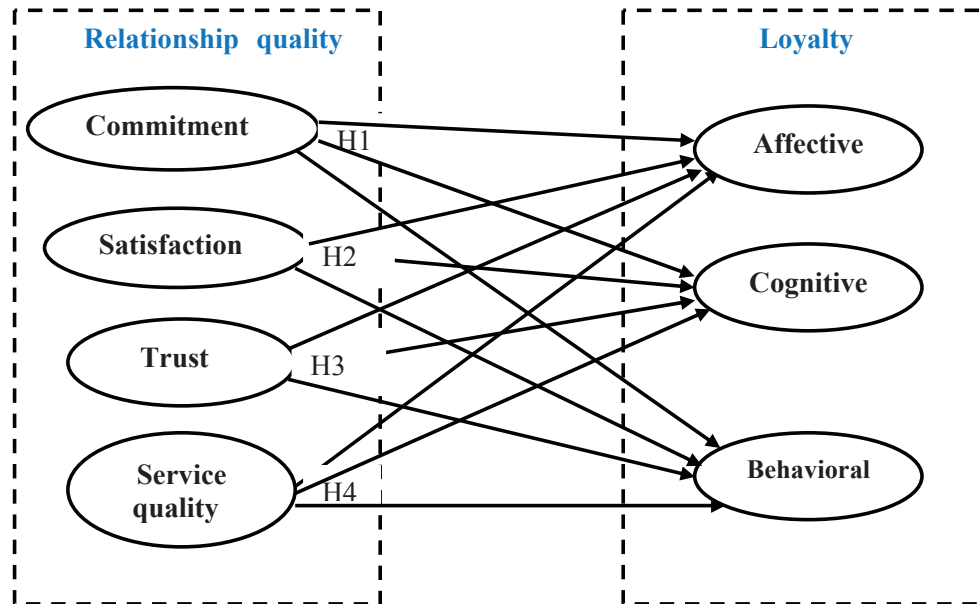 Relationship quality
Loyalty
Commitment
H1
Affective
Satisfaction
H2
Cognitive
Trust
H3
Service
quality
H4
Behavioral